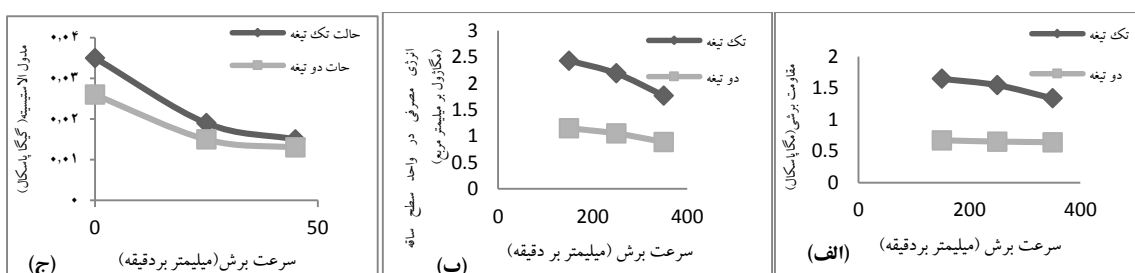 مقاومت برشی(مگاپاسکال)
2
1.5
1
0.5
0
0 200 400
تک تیغه
دو تیغه
سرعت برش (میلیمتر بردقیقه)
(الف)
انرژی مصرفی در واحد سطح ساقه
(مگاژول بر میلیمتر مربع)
3
2.5
2
1.5
1
0.5
0
0 200 400
تک تیغه
دو تیغه
سرعت برش (میلیمتر بر دقیقه)
(ب)
مدول الاستیسیته( گیگا پاسکال)
۰,۰۴
۰,۰۳
۰,۰۲
۰,۰۱
۰
0 50
حالت تک تیغه
حات دو تیغه
سرعت برش(میلیمتر بردقیقه)
(ج)